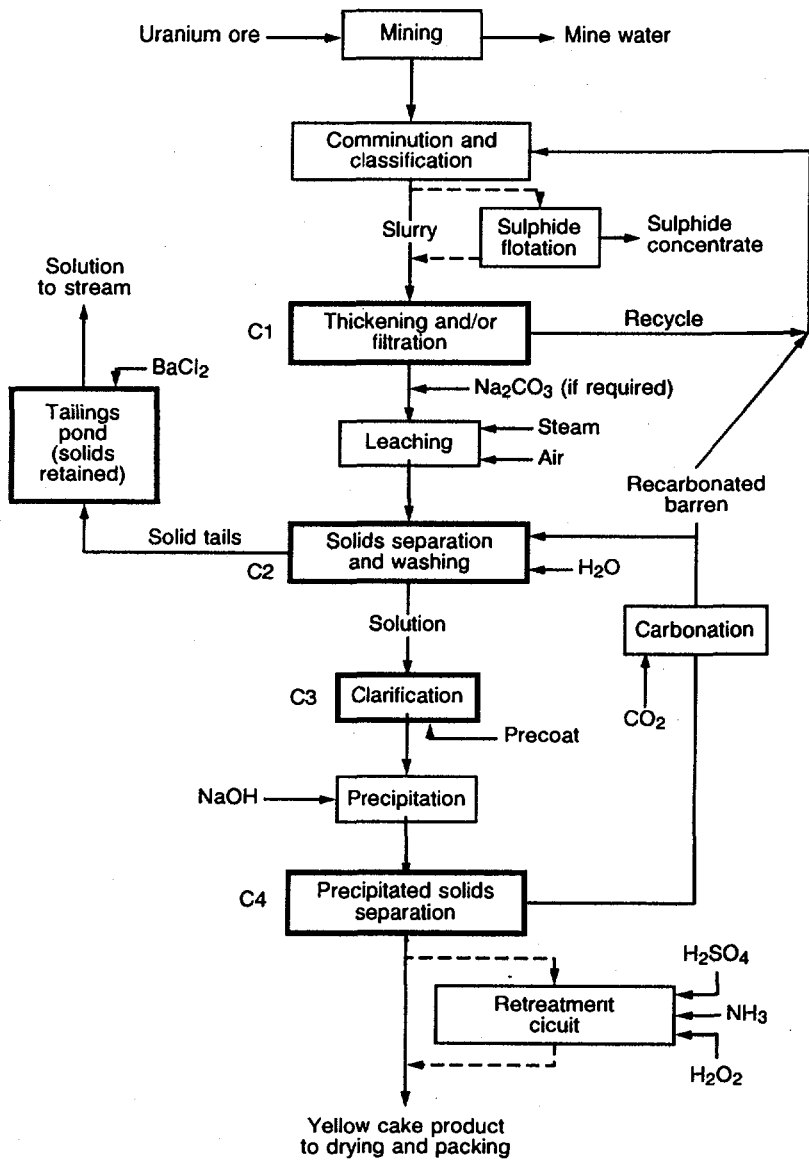 Uranium ore
Mining
Mine water
Comminution and
classification
Slurry
Sulphide
flotation
Sulphide
concentrate
Solution
to stream
C1
Thickening and/or
filtration
Recycle
BaCl₂
Na₂CO₃ (if required)
Tailings
pond
(solids
retained)
Leaching
Steam
Air
Recarbonated
barren
Solid tails
C2
Solids separation
and washing
H₂O
Solution
Carbonation
CO₂
C3
Clarification
Precoat
NaOH
Precipitation
C4
Precipitated solids
separation
H₂SO₄
Retreatment
cicuit
NH₃
H₂O₂
Yellow cake product
to drying and packing